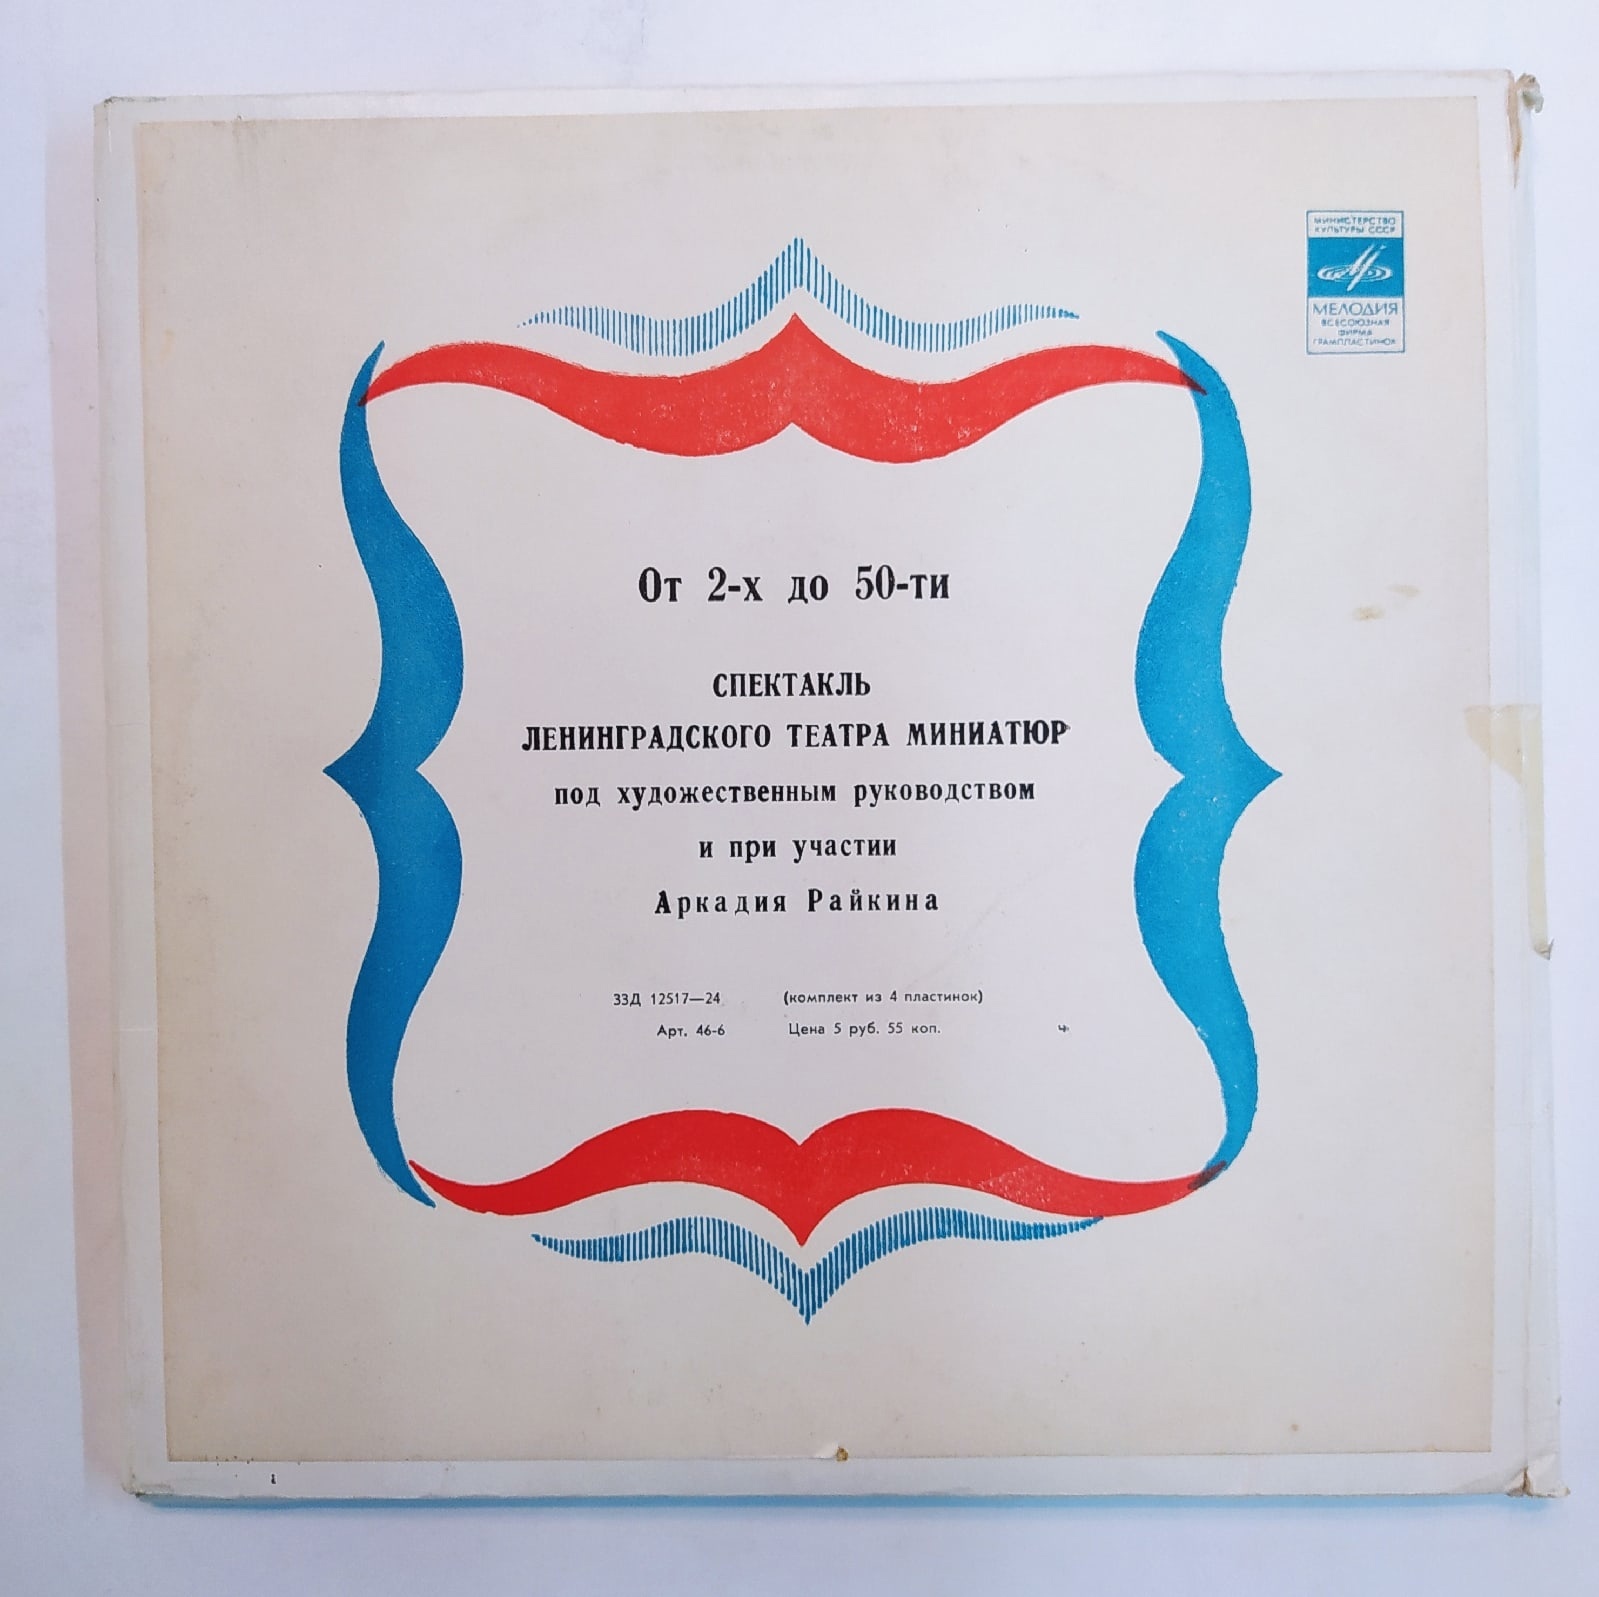 МИНИСТЕРСТВО
КУЛЬТУРЫ СССР
МЕЛОДИЯ
ВСЕСОЮЗНАЯ
ФИРМА
ГРАМПЛАСТИНОК
От 2-х до 50-ти
СПЕКТАКЛЬ
ЛЕНИНГРАДСКОГО ТЕАТРА МИНИАТЮР
под художественным руководством
и при участии
Аркадия Райкина
33Д 12517—24 (комплект из 4 пластинок)
Арт. 46-6 Цена 5 руб. 55 коп.